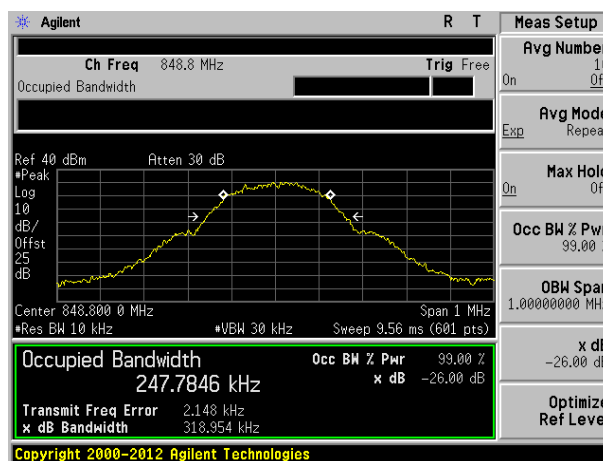 Agilent R T
Meas Setup
Ch Freq 848.8 MHz Trig Free
Occupied Bandwidth
Avg Number
On
Avg Mode
Exp
Max Hold
On
Occ BW % Pwr
99.00
OBW Span
x dB
-26.00 dB
Optimize
Ref Level
Ref 40 dBm Atten 30 dB
#Peak
Log
10
dB/
Offst
25
dB
Center 848.800 0 MHz Span 1 MHz
#Res BW 10 kHz #VBW 30 kHz Sweep 9.56 ms (601 pts)
Occupied Bandwidth
247.7846 kHz
Occ BW % Pwr 99.00 %
x dB -26.00 dB
Transmit Freq Error 2.148 kHz
x dB Bandwidth 318.954 kHz
Copyright 2000-2012 Agilent Technologies